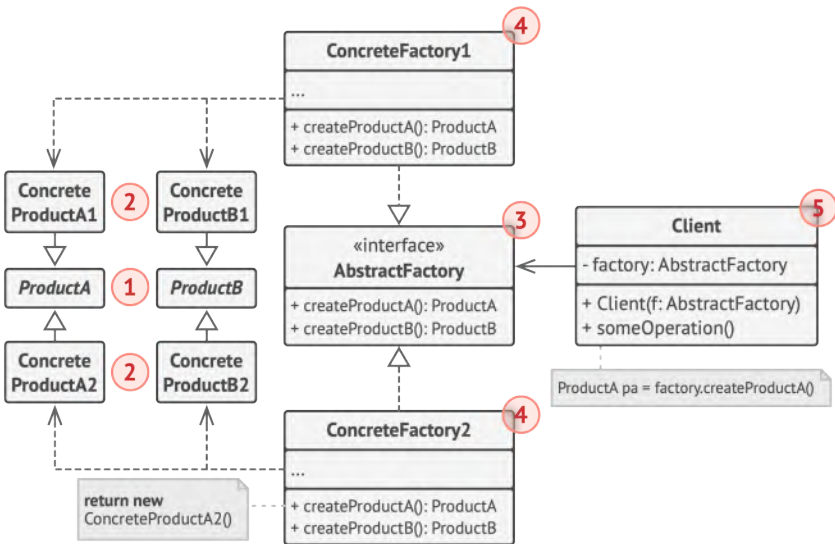 4
ConcreteFactory1
...
+ createProductA(): ProductA
+ createProductB(): ProductB
Concrete
ProductA1
2
Concrete
ProductB1
ProductA
1
ProductB
Concrete
ProductA2
2
Concrete
ProductB2
3
«interface»
AbstractFactory
+ createProductA(): ProductA
+ createProductB(): ProductB
5
Client
- factory: AbstractFactory
+ Client(f: AbstractFactory)
+ someOperation()
ProductA pa = factory.createProductA()
4
ConcreteFactory2
...
+ createProductA(): ProductA
+ createProductB(): ProductB
return new
ConcreteProductA2()